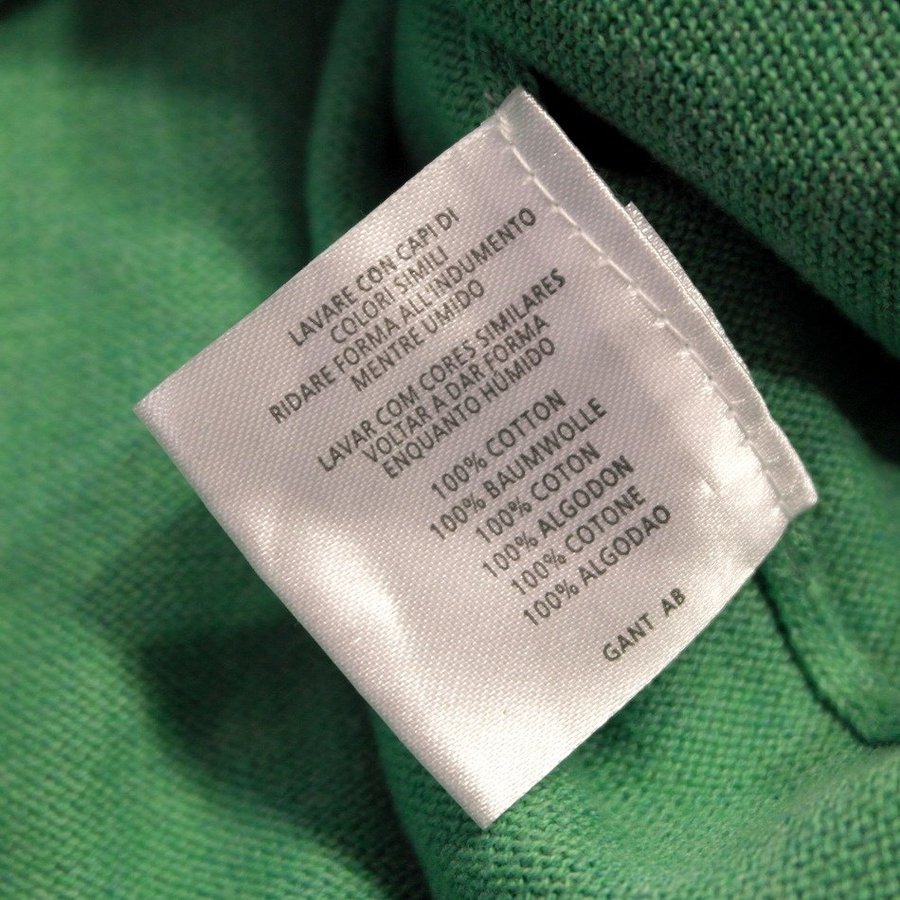 LAVARE CON CAPI DI
COLORI SIMILI
RIDARE FORMA ALL'INDUMENTO
MENTRE UMIDO
LAVAR COM CORES SIMILARES
VOLTAR A DAR FORMA
ENQUANTO HÚMIDO
100% COTTON
100% BAUMWOLLE
100% COTON
100% ALGODON
100% COTONE
100% ALGODAO
GANT AB